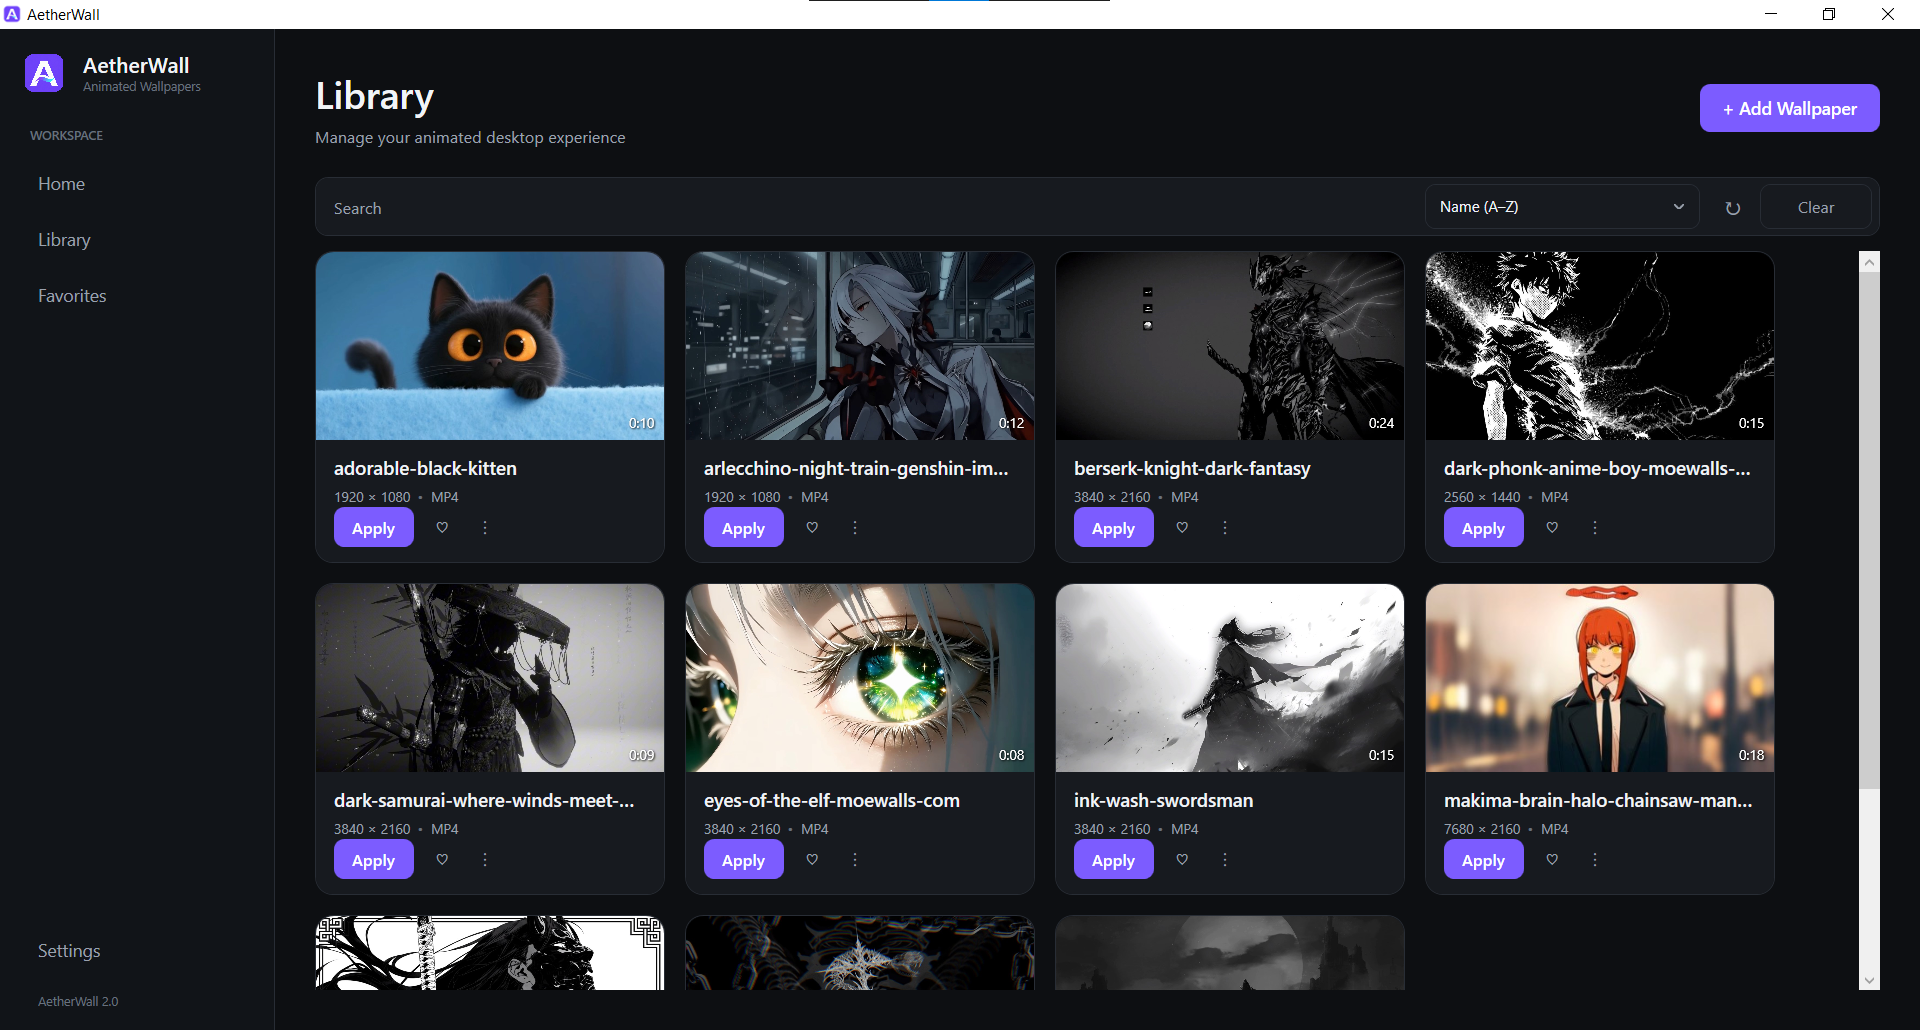 AetherWall
AetherWall
Animated Wallpapers
WORKSPACE
Home
Library
Favorites
Settings
AetherWall 2.0
Library
Manage your animated desktop experience
+ Add Wallpaper
Search
Name (A–Z)
Clear
0:10
0:12
0:24
0:15
adorable-black-kitten
arlecchino-night-train-genshin-im...
berserk-knight-dark-fantasy
dark-phonk-anime-boy-moewalls-...
1920 × 1080 • MP4
1920 × 1080 • MP4
3840 × 2160 • MP4
2560 × 1440 • MP4
Apply
Apply
Apply
Apply
0:09
0:08
0:15
0:18
dark-samurai-where-winds-meet-...
eyes-of-the-elf-moewalls-com
ink-wash-swordsman
makima-brain-halo-chainsaw-man...
3840 × 2160 • MP4
3840 × 2160 • MP4
3840 × 2160 • MP4
7680 × 2160 • MP4
Apply
Apply
Apply
Apply